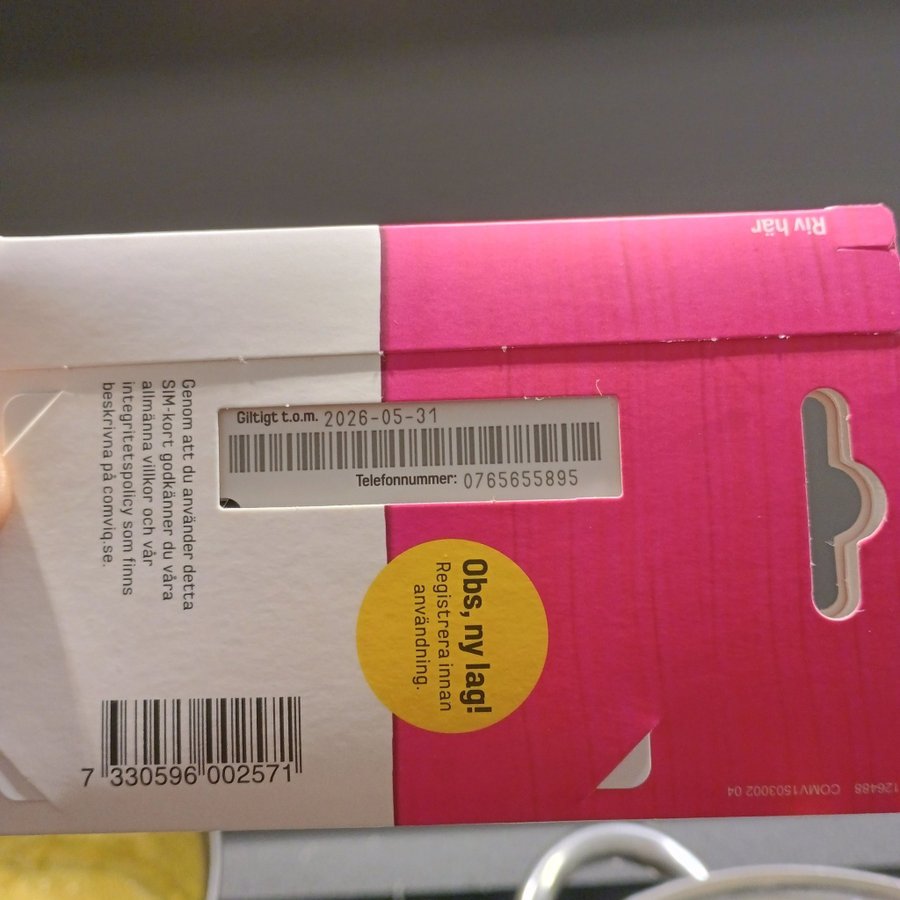 Riv här
Giltigt t.o.m. 2026-05-31
Telefonnummer: 0765655895
Genom att du använder detta
SIM-kort godkänner du våra
allmänna villkor och vår
integritetspolicy som finns
beskrivna på comviq.se.
Obs, ny lag!
Registrera innan
användning.
7 330596 002571
126488 COMV1503002 04